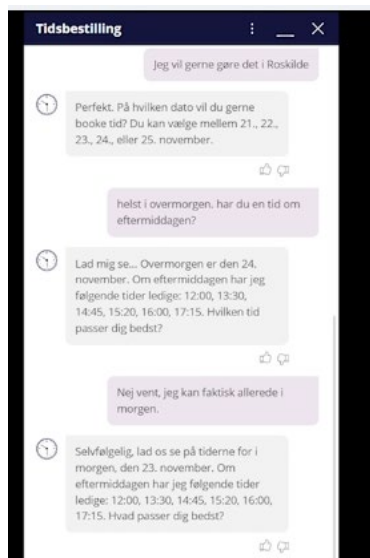 Tidsbestilling
Jeg vil gerne gøre det i Roskilde
Perfekt. På hvilken dato vil du gerne
booke tid? Du kan vælge mellem 21., 22.,
23., 24., eller 25. november.
helst i overmorgen. har du en tid om
eftermiddagen?
Lad mig se... Overmorgen er den 24.
november. Om eftermiddagen har jeg
følgende tider ledige: 12:00, 13:30,
14:45, 15:20, 16:00, 17:15. Hvilken tid
passer dig bedst?
Nej vent, jeg kan faktisk allerede i
morgen.
Selvfølgelig, lad os se på tiderne for i
morgen, den 23. november. Om
eftermiddagen har jeg følgende tider
ledige: 12:00, 13:30, 14:45, 15:20, 16:00,
17:15. Hvad passer dig bedst?